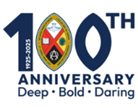 100TH
1925-2025
ANNIVERSARY
Deep • Bold • Daring